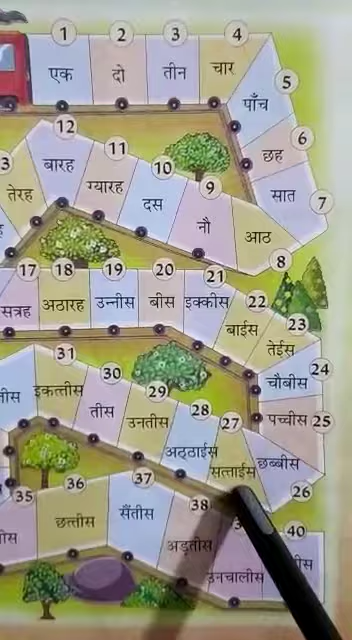 1 2 3 4
एक दो तीन चार
5
पाँच
6
छह
7
सात
8
आठ
9
नौ
10
दस
11
ग्यारह
12
बारह
3
तेरह
17 18 19 20 21 22 23
सत्रह अठारह उन्नीस बीस इक्कीस बाईस तेईस
24
चौबीस
25
पच्चीस
26
छब्बीस
27
सत्ताईस
28
अट्ठाईस
29
उनतीस
30
तीस
31
इकत्तीस
35 36 37 38 40
छत्तीस सैंतीस अड़तीस उनचालीस